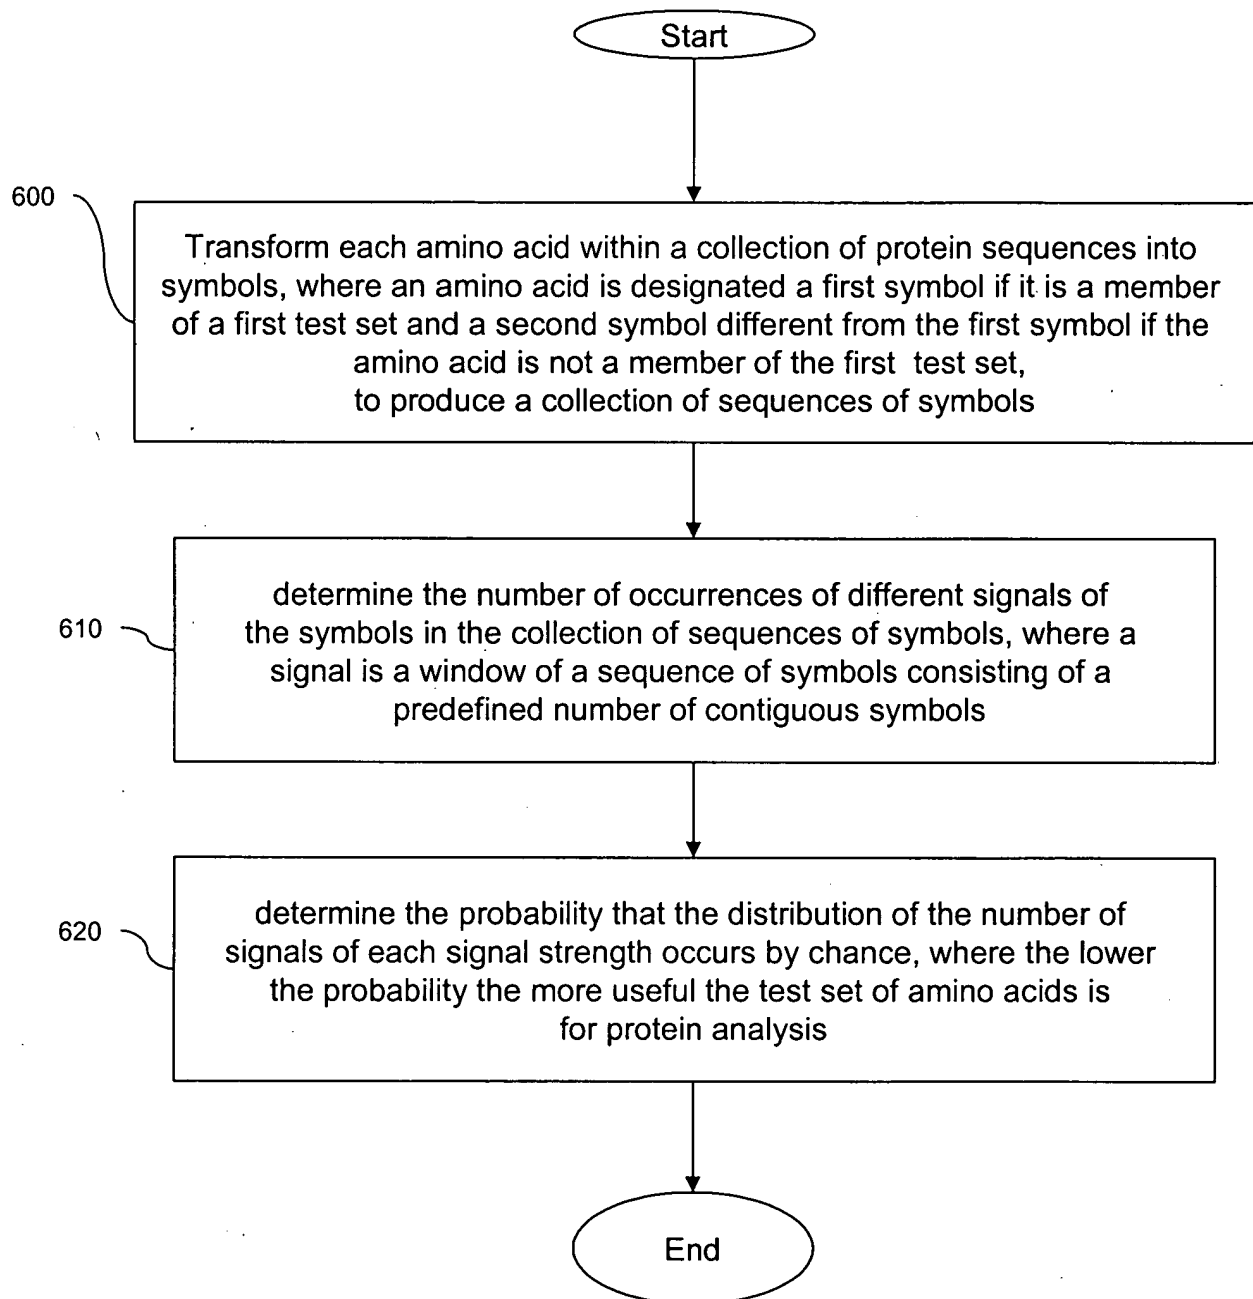 Start
600
Transform each amino acid within a collection of protein sequences into
symbols, where an amino acid is designated a first symbol if it is a member
of a first test set and a second symbol different from the first symbol if the
amino acid is not a member of the first test set,
to produce a collection of sequences of symbols
610
determine the number of occurrences of different signals of
the symbols in the collection of sequences of symbols, where a
signal is a window of a sequence of symbols consisting of a
predefined number of contiguous symbols
620
determine the probability that the distribution of the number of
signals of each signal strength occurs by chance, where the lower
the probability the more useful the test set of amino acids is
for protein analysis
End